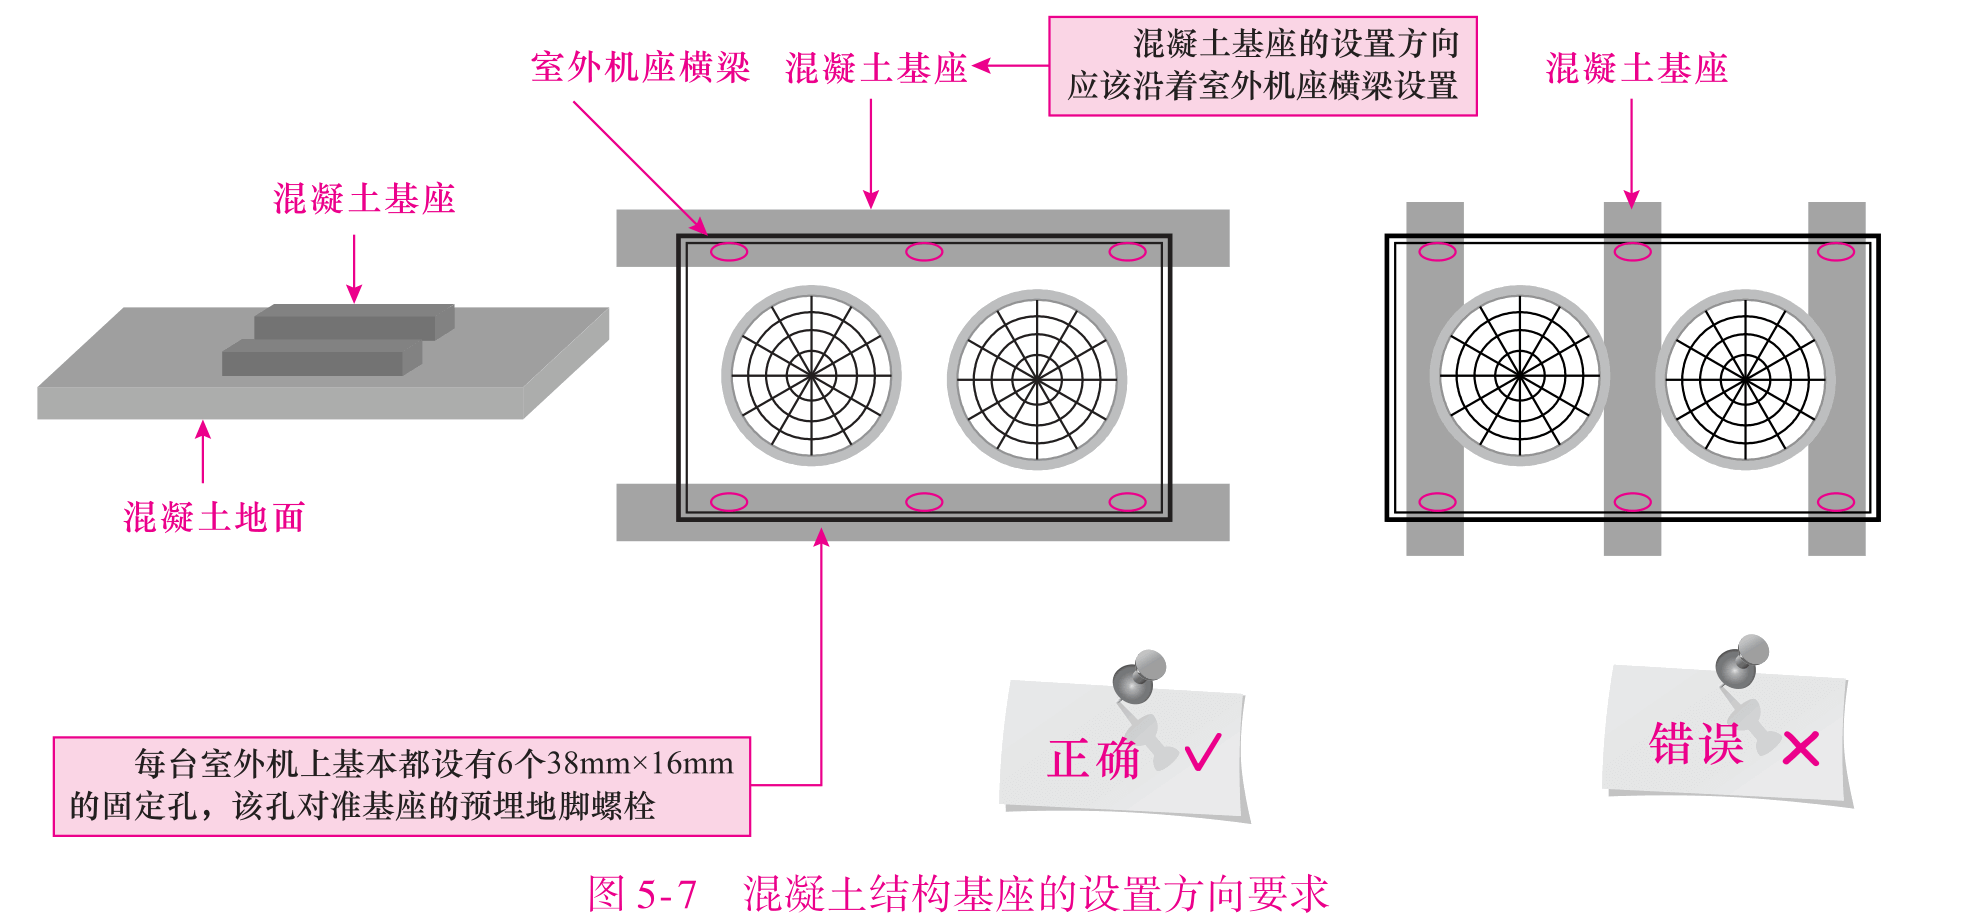 室外机座横梁
混凝土基座
混凝土基座的设置方向
应该沿着室外机座横梁设置
混凝土基座
混凝土基座
混凝土地面
每台室外机上基本都设有6个38mm×16mm
的固定孔，该孔对准基座的预埋地脚螺栓
正确
错误
图 5-7　混凝土结构基座的设置方向要求